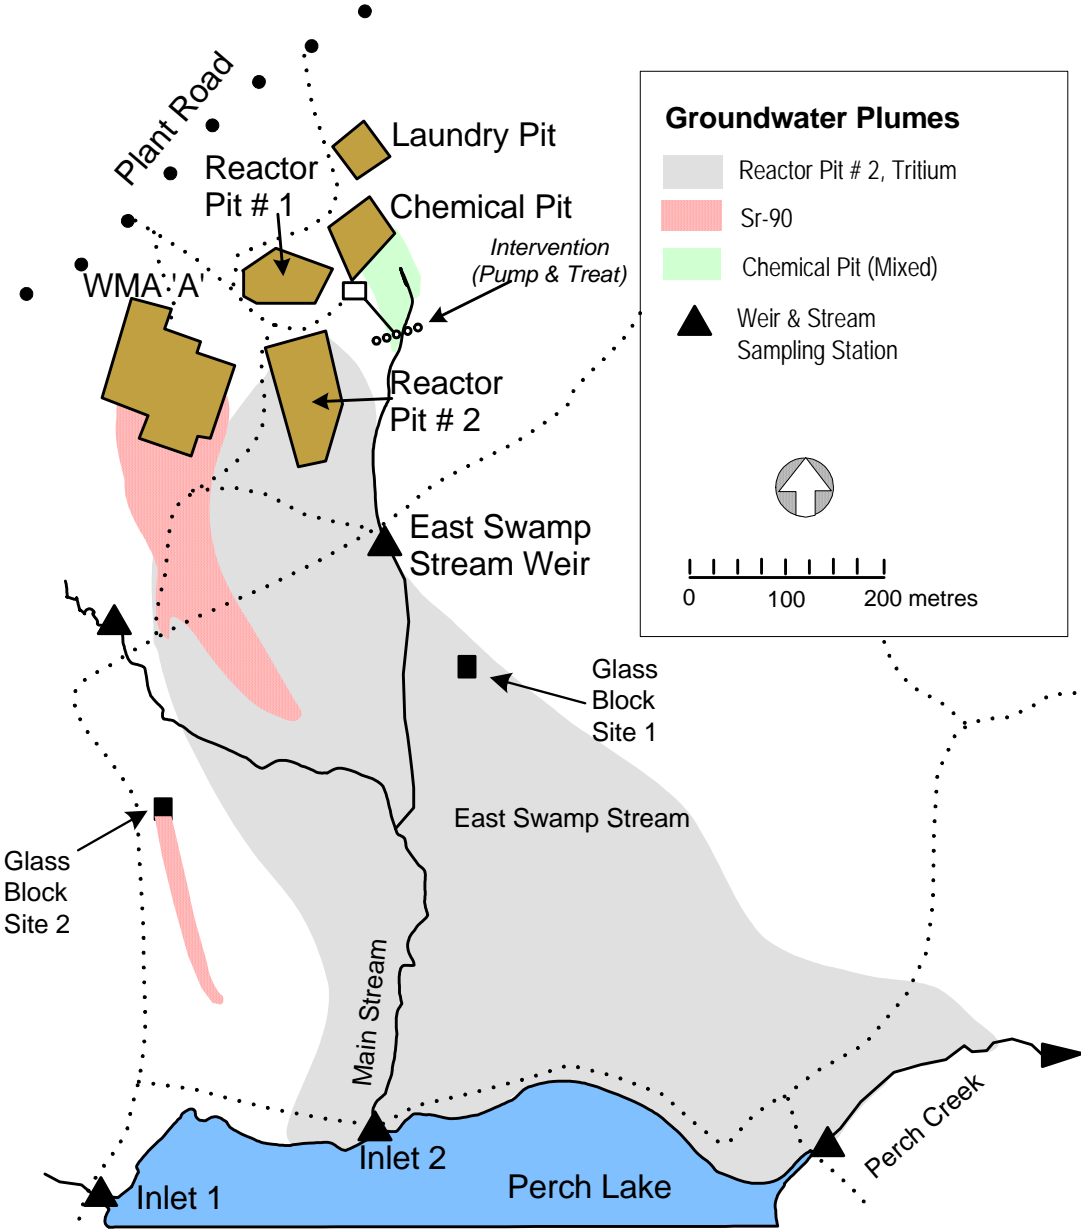 Plant Road
Laundry Pit
Reactor
Pit # 1
Chemical Pit
Intervention
(Pump & Treat)
WMA 'A'
Reactor
Pit # 2
East Swamp
Stream Weir
Glass
Block
Site 1
East Swamp Stream
Glass
Block
Site 2
Main Stream
Inlet 2
Inlet 1
Perch Lake
Perch Creek
Groundwater Plumes
Reactor Pit # 2, Tritium
Sr-90
Chemical Pit (Mixed)
Weir & Stream
Sampling Station
0 100 200 metres